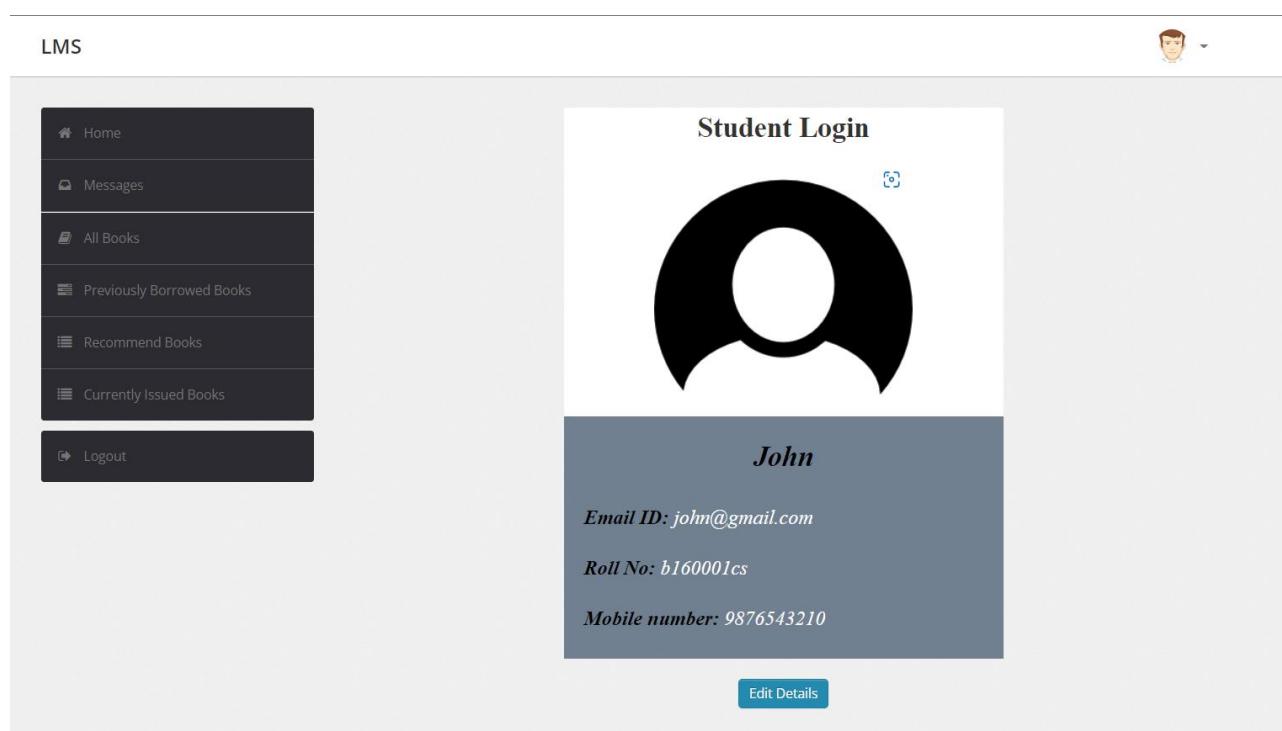 LMS
Home
Messages
All Books
Previously Borrowed Books
Recommend Books
Currently Issued Books
Logout
Student Login
John
Email ID: john@gmail.com
Roll No: b160001cs
Mobile number: 9876543210
Edit Details